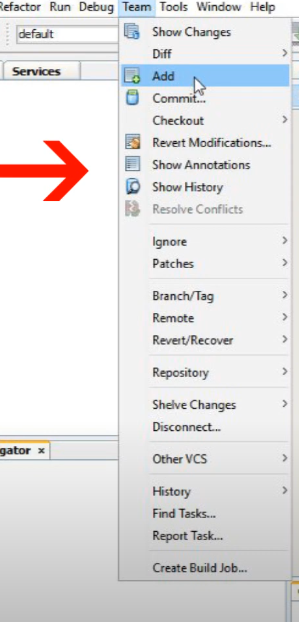 Refactor Run Debug Team Tools Window Help
default
Services
Show Changes
Diff
Add
Commit...
Checkout
Revert Modifications...
Show Annotations
Show History
Resolve Conflicts
Ignore
Patches
Branch/Tag
Remote
Revert/Recover
Repository
Shelve Changes
Disconnect...
gator ×
Other VCS
History
Find Tasks...
Report Task...
Create Build Job...